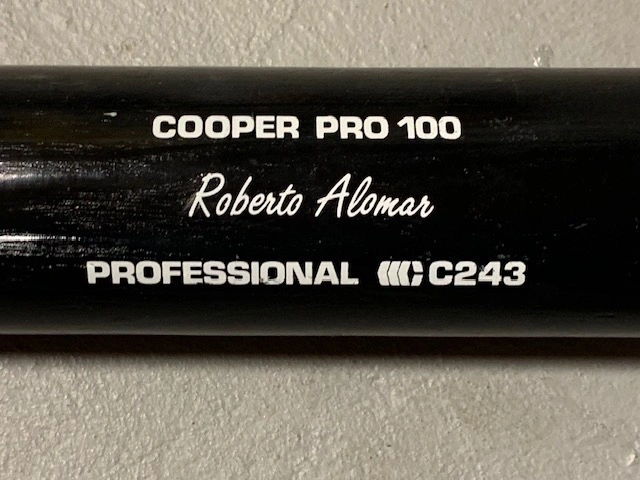 COOPER PRO 100
Roberto Alomar
PROFESSIONAL C243